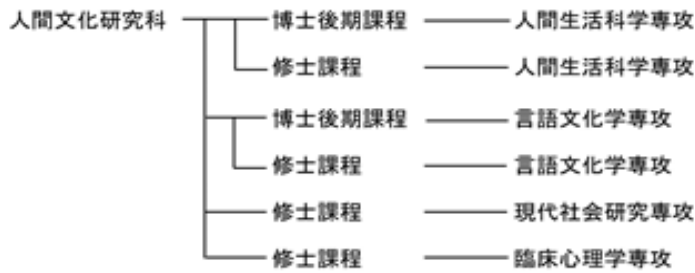 人間文化研究科 博士後期課程 人間生活科学専攻
修士課程 人間生活科学専攻
博士後期課程 言語文化学専攻
修士課程 言語文化学専攻
修士課程 現代社会研究専攻
修士課程 臨床心理学専攻